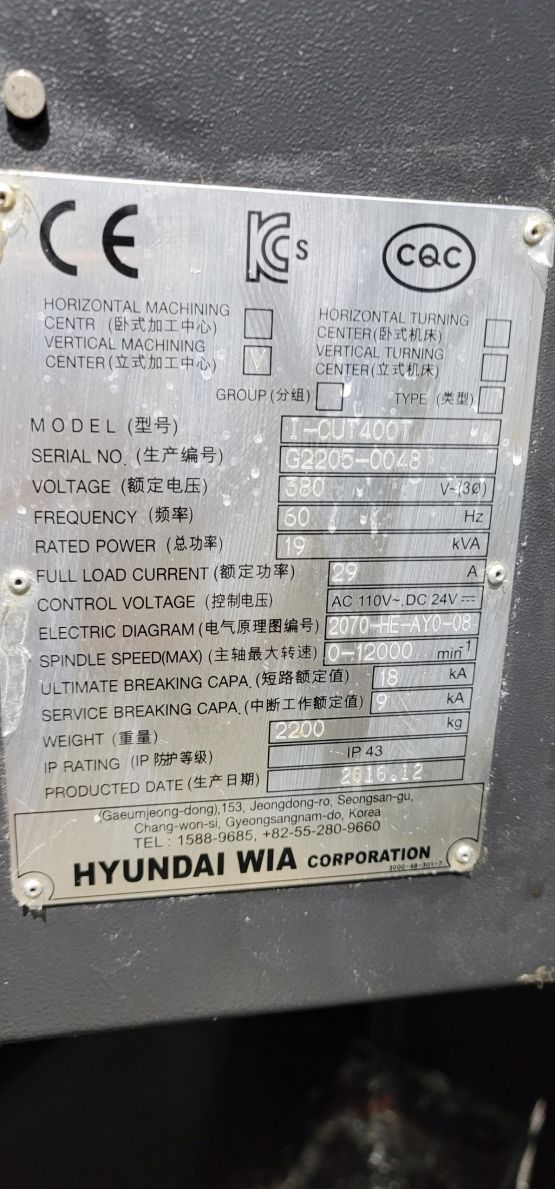 CE
KCs
CQC
HORIZONTAL MACHINING
CENTR (卧式加工中心)
VERTICAL MACHINING
CENTER(立式加工中心) V
HORIZONTAL TURNING
CENTER(卧式机床)
VERTICAL TURNING
CENTER(立式机床)
GROUP(分组)
TYPE (类型)
MODEL (型号) I-CUT400T
SERIAL NO. (生产编号) G2205-0048
VOLTAGE (额定电压) 380 V~(3Ø)
FREQUENCY (频率) 60 Hz
RATED POWER (总功率) 19 kVA
FULL LOAD CURRENT(额定功率) 29 A
CONTROL VOLTAGE (控制电压) AC 110V~, DC 24V ⎓
ELECTRIC DIAGRAM(电气原理图编号) 2070-HE-AY0-08
SPINDLE SPEED(MAX) (主轴最大转速) 0-12000 min-1
ULTIMATE BREAKING CAPA.(短路额定值) 18 kA
SERVICE BREAKING CAPA.(中断工作额定值) 9 kA
WEIGHT (重量) 2200 kg
IP RATING (IP 防护等级) IP 43
PRODUCTED DATE (生产日期) 2016.12
(Gaeumjeong-dong),153, Jeongdong-ro, Seongsan-gu,
Chang-won-si, Gyeongsangnam-do, Korea
TEL : 1588-9685, +82-55-280-9660
HYUNDAI WIA CORPORATION